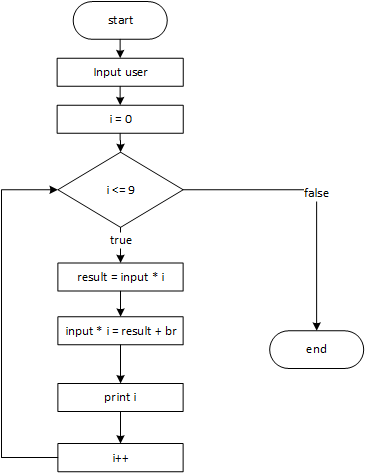 start
Input user
i = 0
i <= 9
false
true
result = input * i
input * i = result + br
end
print i
i++